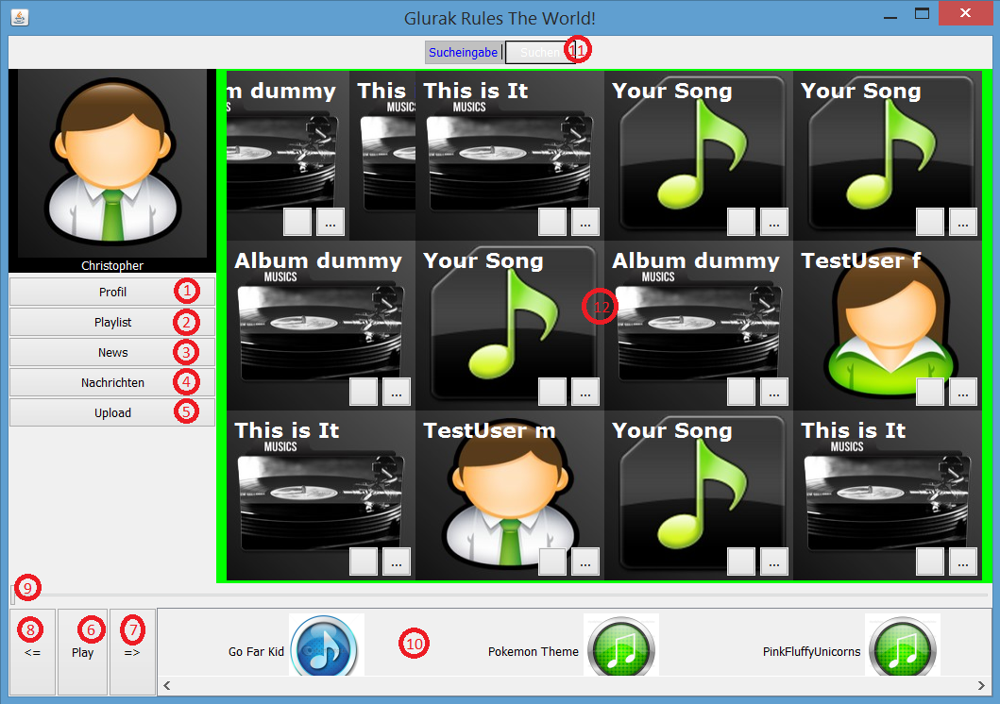 Glurak Rules The World!
Sucheingabe Suchen 11
m dummy This This is It Your Song Your Song
S MUSIC MUSICS
... ... ... ...
Christopher
Album dummy Your Song Album dummy TestUser f
MUSICS MUSICS
12
... ... ... ...
Profil 1
Playlist 2
News 3
Nachrichten 4
Upload 5
This is It TestUser m Your Song This is It
MUSICS MUSICS
... ... ... ...
9
8 6 7
<= Play =>
Go Far Kid 10 Pokemon Theme PinkFluffyUnicorns